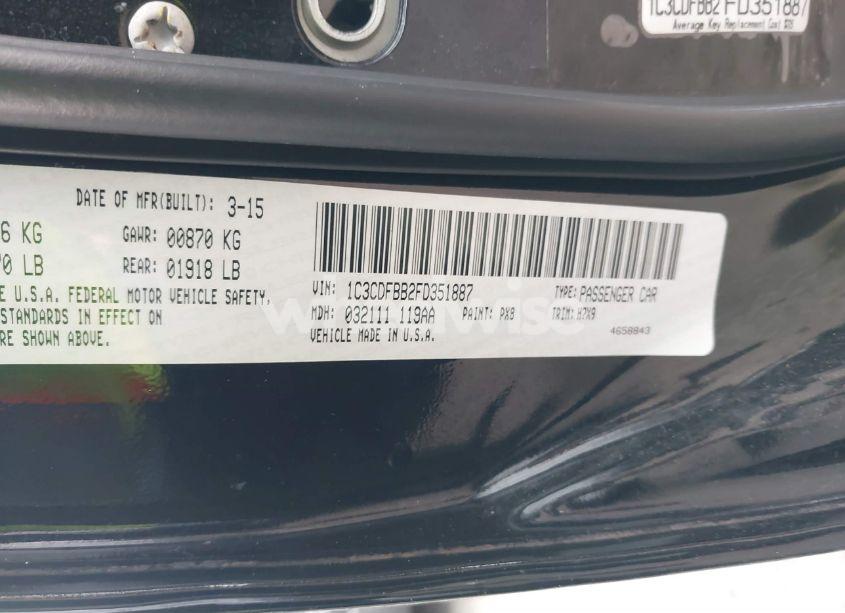 1C3CDFBB2FD351887
Average Key Replacement Cost
DATE OF MFR(BUILT): 3-15
6 KG GAWR: 00870 KG
0 LB REAR: 01918 LB
VIN: 1C3CDFBB2FD351887 TYPE: PASSENGER CAR
E U.S.A. FEDERAL MOTOR VEHICLE SAFETY,
MDH: 032111 119AA PAINT: PX8 TRIM: H7X9
STANDARDS IN EFFECT ON
VEHICLE MADE IN U.S.A. 4658843
RE SHOWN ABOVE.